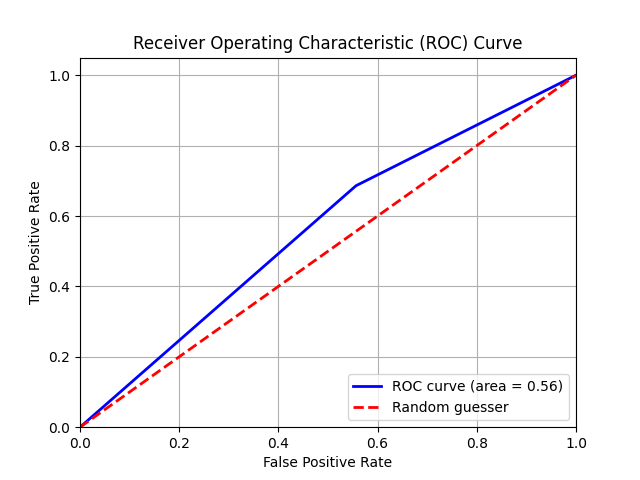 Receiver Operating Characteristic (ROC) Curve
True Positive Rate
1.0
0.8
0.6
0.4
0.2
0.0
0.0 0.2 0.4 0.6 0.8 1.0
False Positive Rate
ROC curve (area = 0.56)
Random guesser